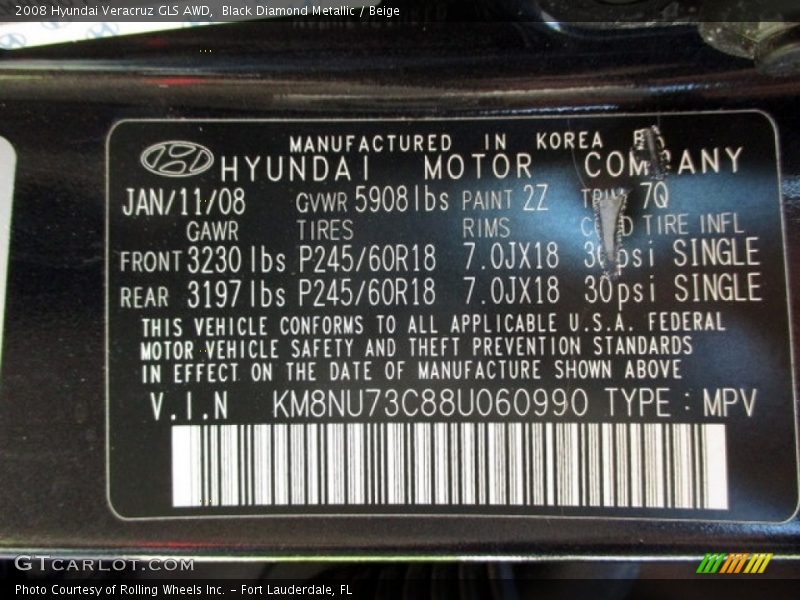 2008 Hyundai Veracruz GLS AWD,  Black Diamond Metallic / Beige
MANUFACTURED IN KOREA
HYUNDAI MOTOR COMPANY
JAN/11/08 GVWR 5908lbs PAINT 2Z 7Q
GAWR TIRES RIMS TIRE INFL
FRONT 3230 lbs P245/60R18 7.0JX18 psi SINGLE
REAR 3197 lbs P245/60R18 7.0JX18 30psi SINGLE
THIS VEHICLE CONFORMS TO ALL APPLICABLE U.S.A. FEDERAL
MOTOR VEHICLE SAFETY AND THEFT PREVENTION STANDARDS
IN EFFECT ON THE DATE OF MANUFACTURE SHOWN ABOVE
V.I.N KM8NU73C88U060990 TYPE : MPV
GTCARLOT.COM
Photo Courtesy of Rolling Wheels Inc. – Fort Lauderdale, FL